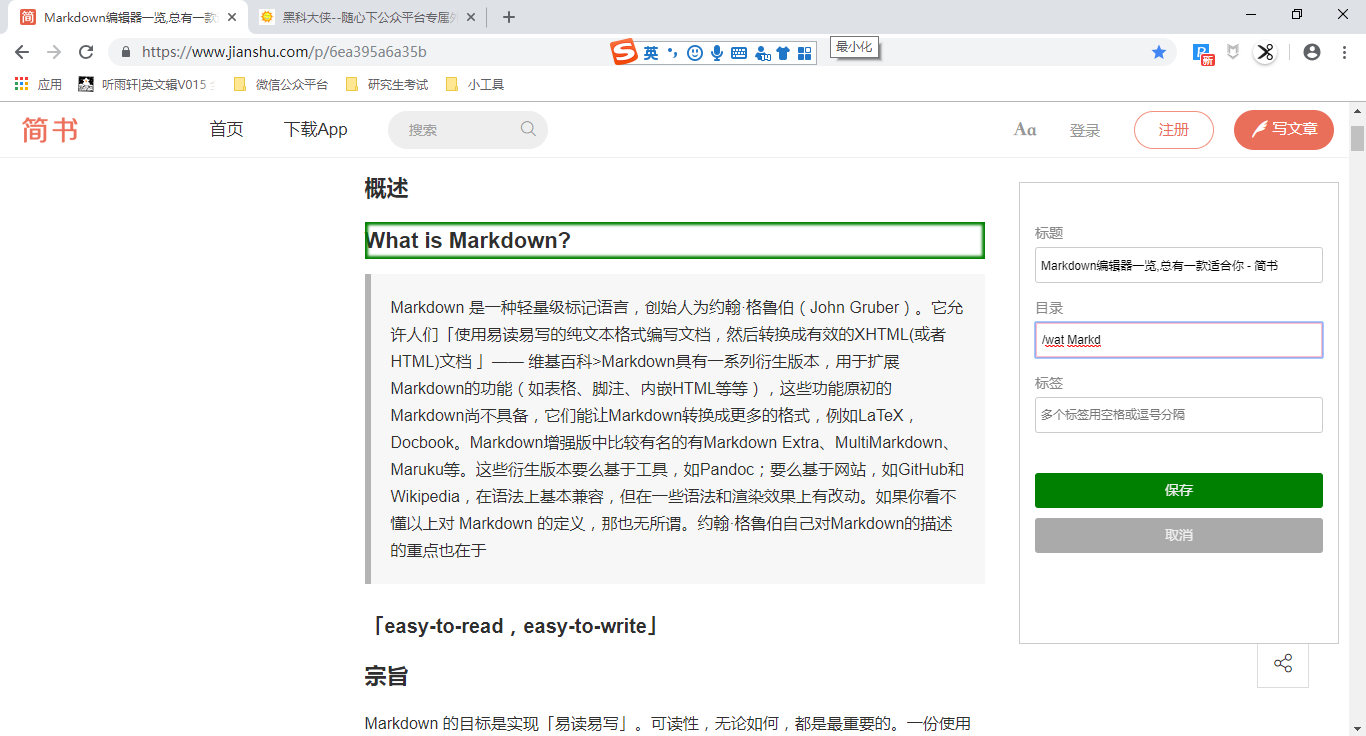 简 Markdown编辑器一览,总有一款
黑科大侠--随心下公众平台专属外
https://www.jianshu.com/p/6ea395a6a35b
英
最小化
新
应用
听雨轩|英文辑V015
微信公众平台
研究生考试
小工具
简书
首页
下载App
搜索
Aa
登录
注册
写文章
概述
What is Markdown?
Markdown 是一种轻量级标记语言，创始人为约翰·格鲁伯（John Gruber）。它允
许人们「使用易读易写的纯文本格式编写文档，然后转换成有效的XHTML(或者
HTML)文档 」—— 维基百科>Markdown具有一系列衍生版本，用于扩展
Markdown的功能（如表格、脚注、内嵌HTML等等），这些功能原初的
Markdown尚不具备，它们能让Markdown转换成更多的格式，例如LaTeX，
Docbook。Markdown增强版中比较有名的有Markdown Extra、MultiMarkdown、
Maruku等。这些衍生版本要么基于工具，如Pandoc；要么基于网站，如GitHub和
Wikipedia，在语法上基本兼容，但在一些语法和渲染效果上有改动。如果你看不
懂以上对 Markdown 的定义，那也无所谓。约翰·格鲁伯自己对Markdown的描述
的重点也在于
「easy-to-read，easy-to-write」
宗旨
Markdown 的目标是实现「易读易写」。可读性，无论如何，都是最重要的。一份使用
标题
Markdown编辑器一览,总有一款适合你 - 简书
目录
/wat Markd
标签
多个标签用空格或逗号分隔
保存
取消